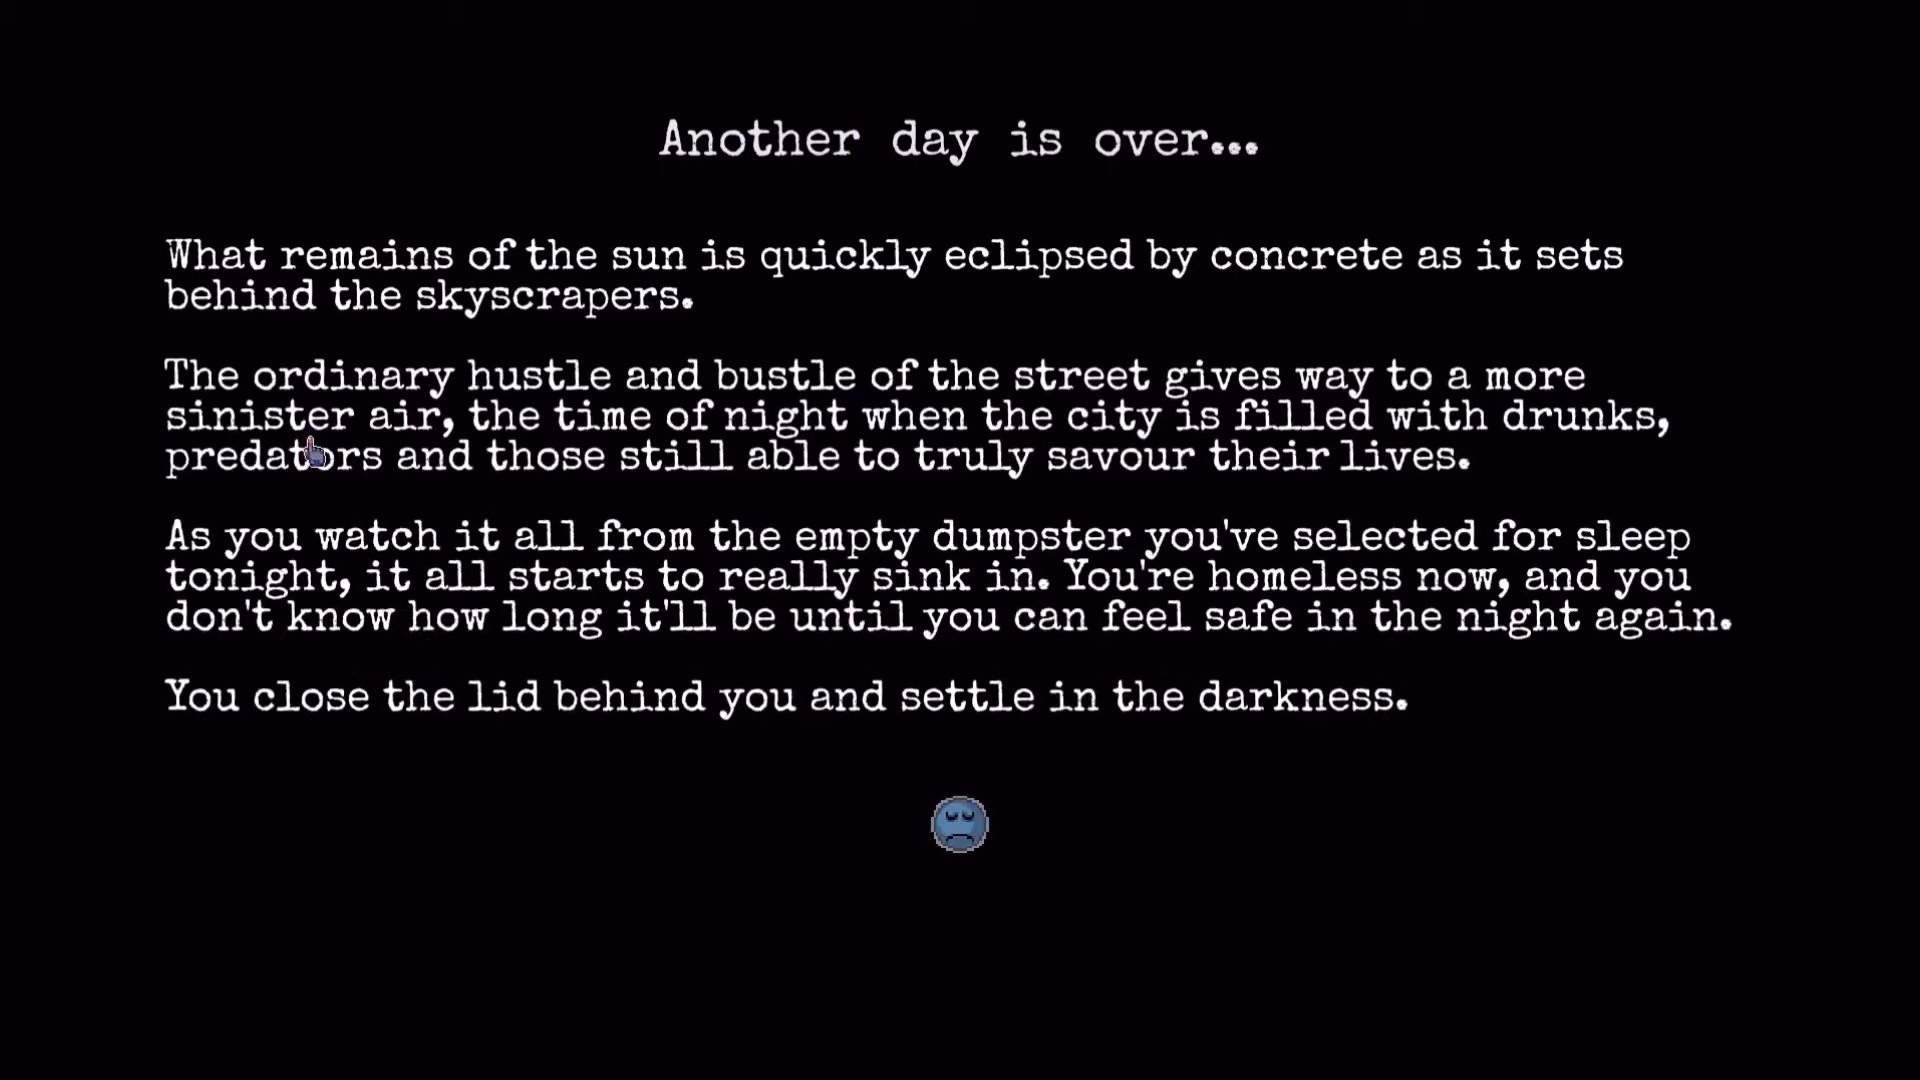 Another day is over...
What remains of the sun is quickly eclipsed by concrete as it sets
behind the skyscrapers.
The ordinary hustle and bustle of the street gives way to a more
sinister air, the time of night when the city is filled with drunks,
predators and those still able to truly savour their lives.
As you watch it all from the empty dumpster you've selected for sleep
tonight, it all starts to really sink in. You're homeless now, and you
don't know how long it'll be until you can feel safe in the night again.
You close the lid behind you and settle in the darkness.